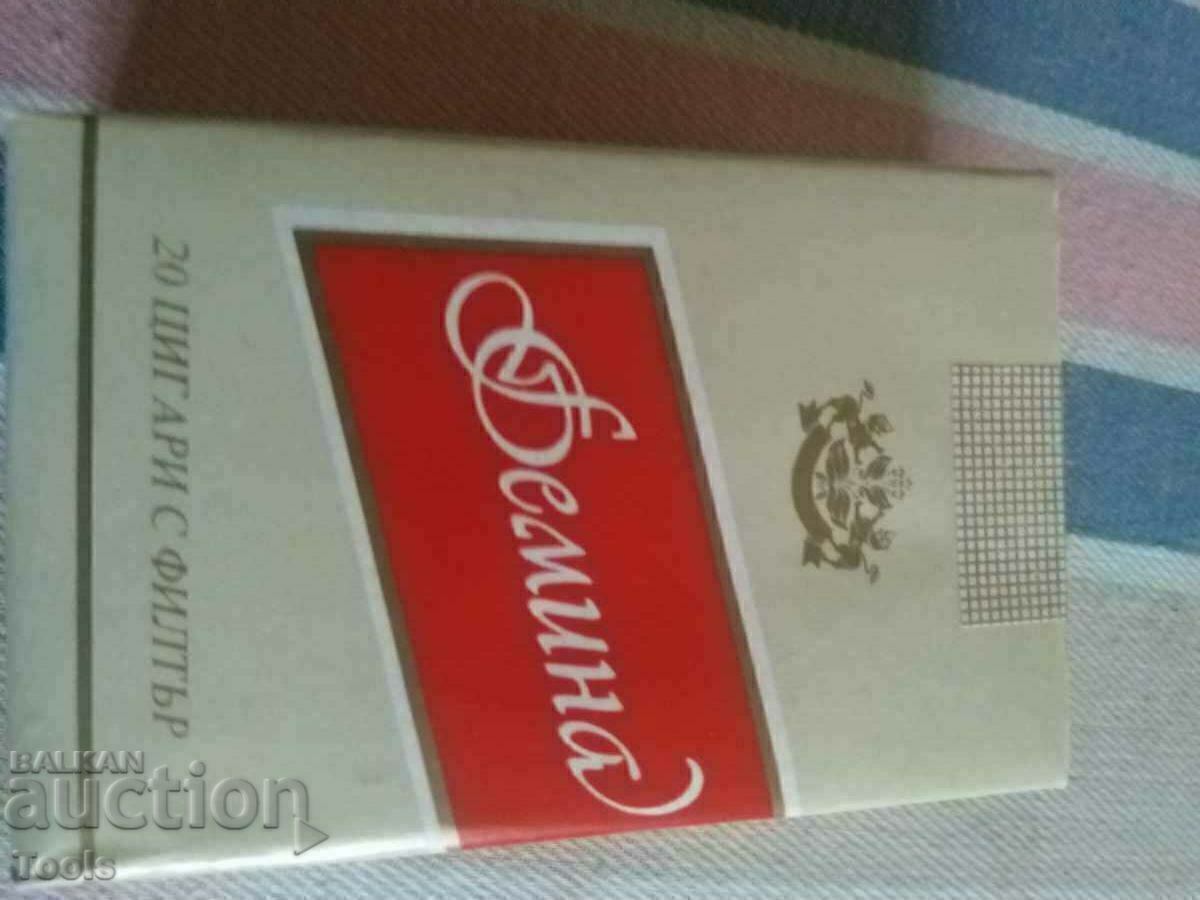 Фемина
20 ЦИГАРИ С ФИЛТЪР
BALKAN
auction
Tools